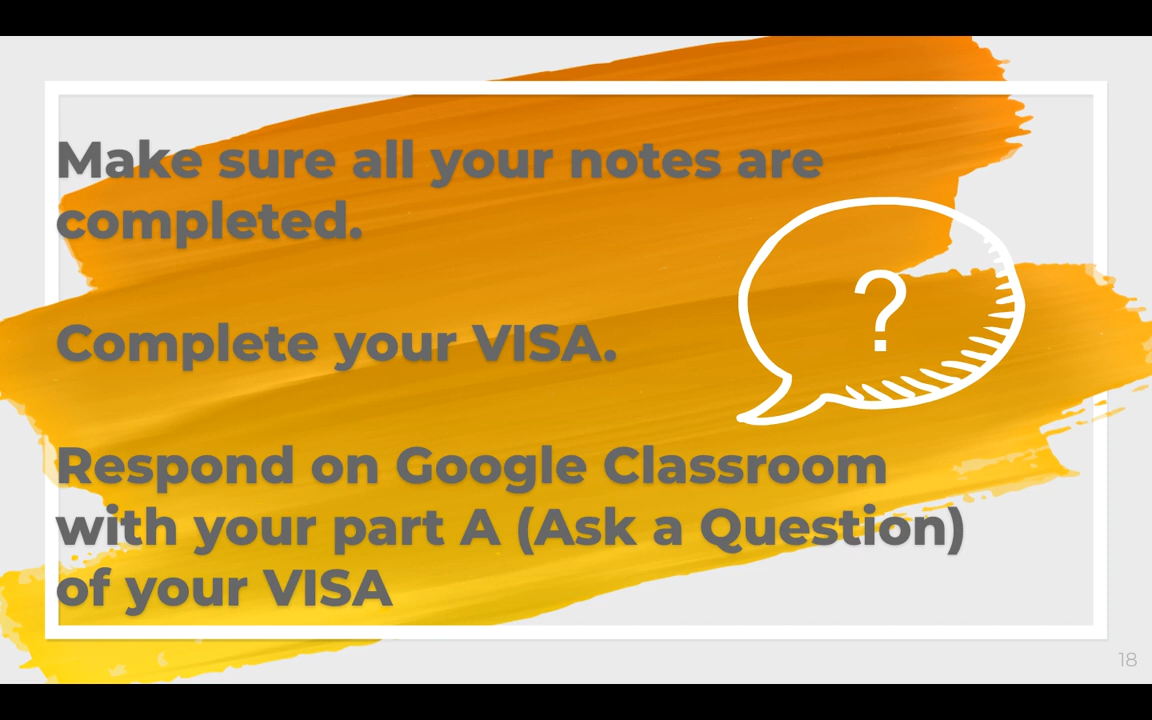 Make sure all your notes are
completed.
Complete your VISA.
?
Respond on Google Classroom
with your part A (Ask a Question)
of your VISA
18